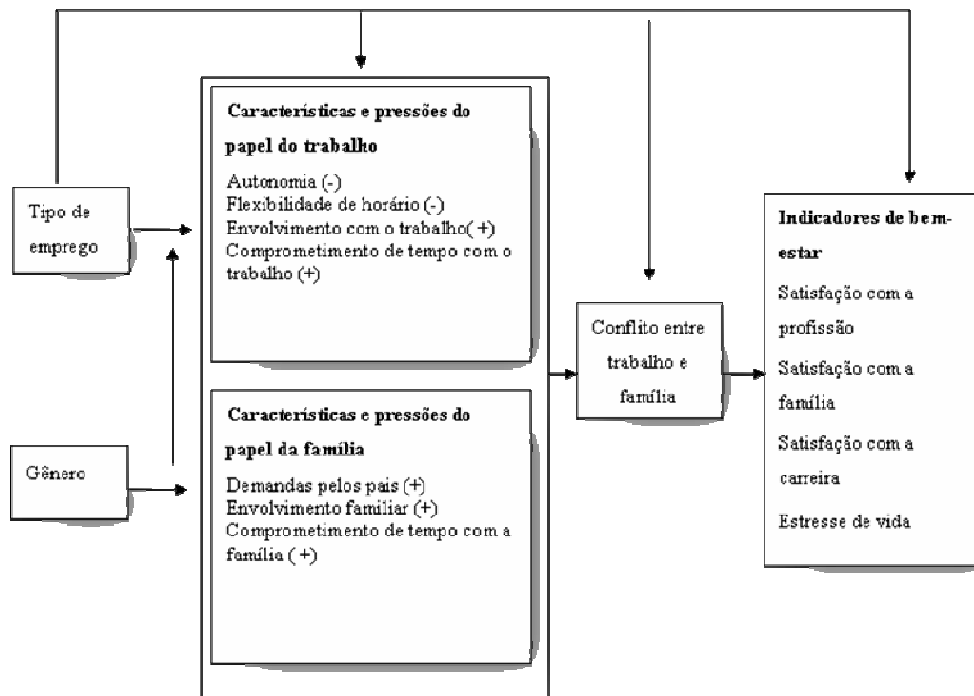 Tipo de
emprego
Gênero
Características e pressões do
papel do trabalho
Autonomia (-)
Flexibilidade de horário (-)
Envolvimento com o trabalho( +)
Comprometimento de tempo com o
trabalho (+)
Características e pressões do
papel da família
Demandas pelos pais (+)
Envolvimento familiar (+)
Comprometimento de tempo com a
família ( +)
Conflito entre
trabalho e
família
Indicadores de bem-
estar
Satisfação com a
profissão
Satisfação com a
família
Satisfação com a
carreira
Estresse de vida